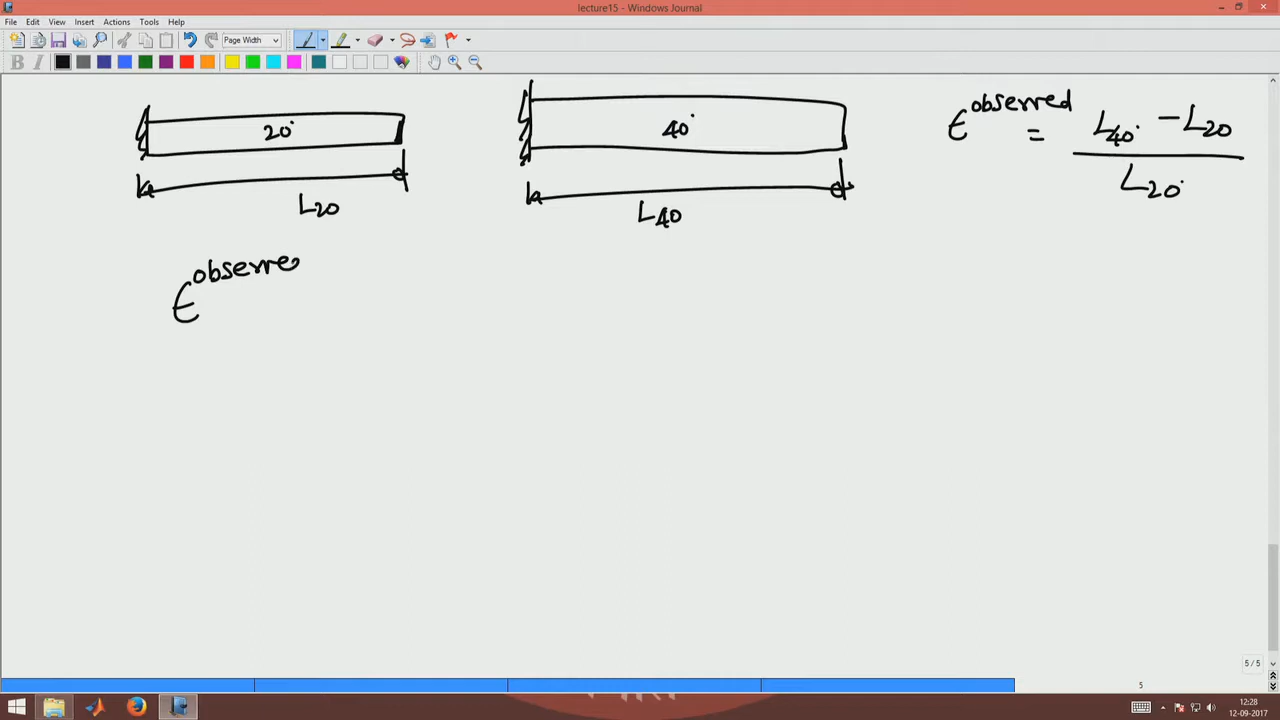 lecture15 - Windows Journal
File Edit View Insert Actions Tools Help
Page Width
B I
20°
40°
ϵ^observed = (L40° - L20) / L20°
L20
L40
ϵ^observe
5 / 5
5
12:28
12-09-2017